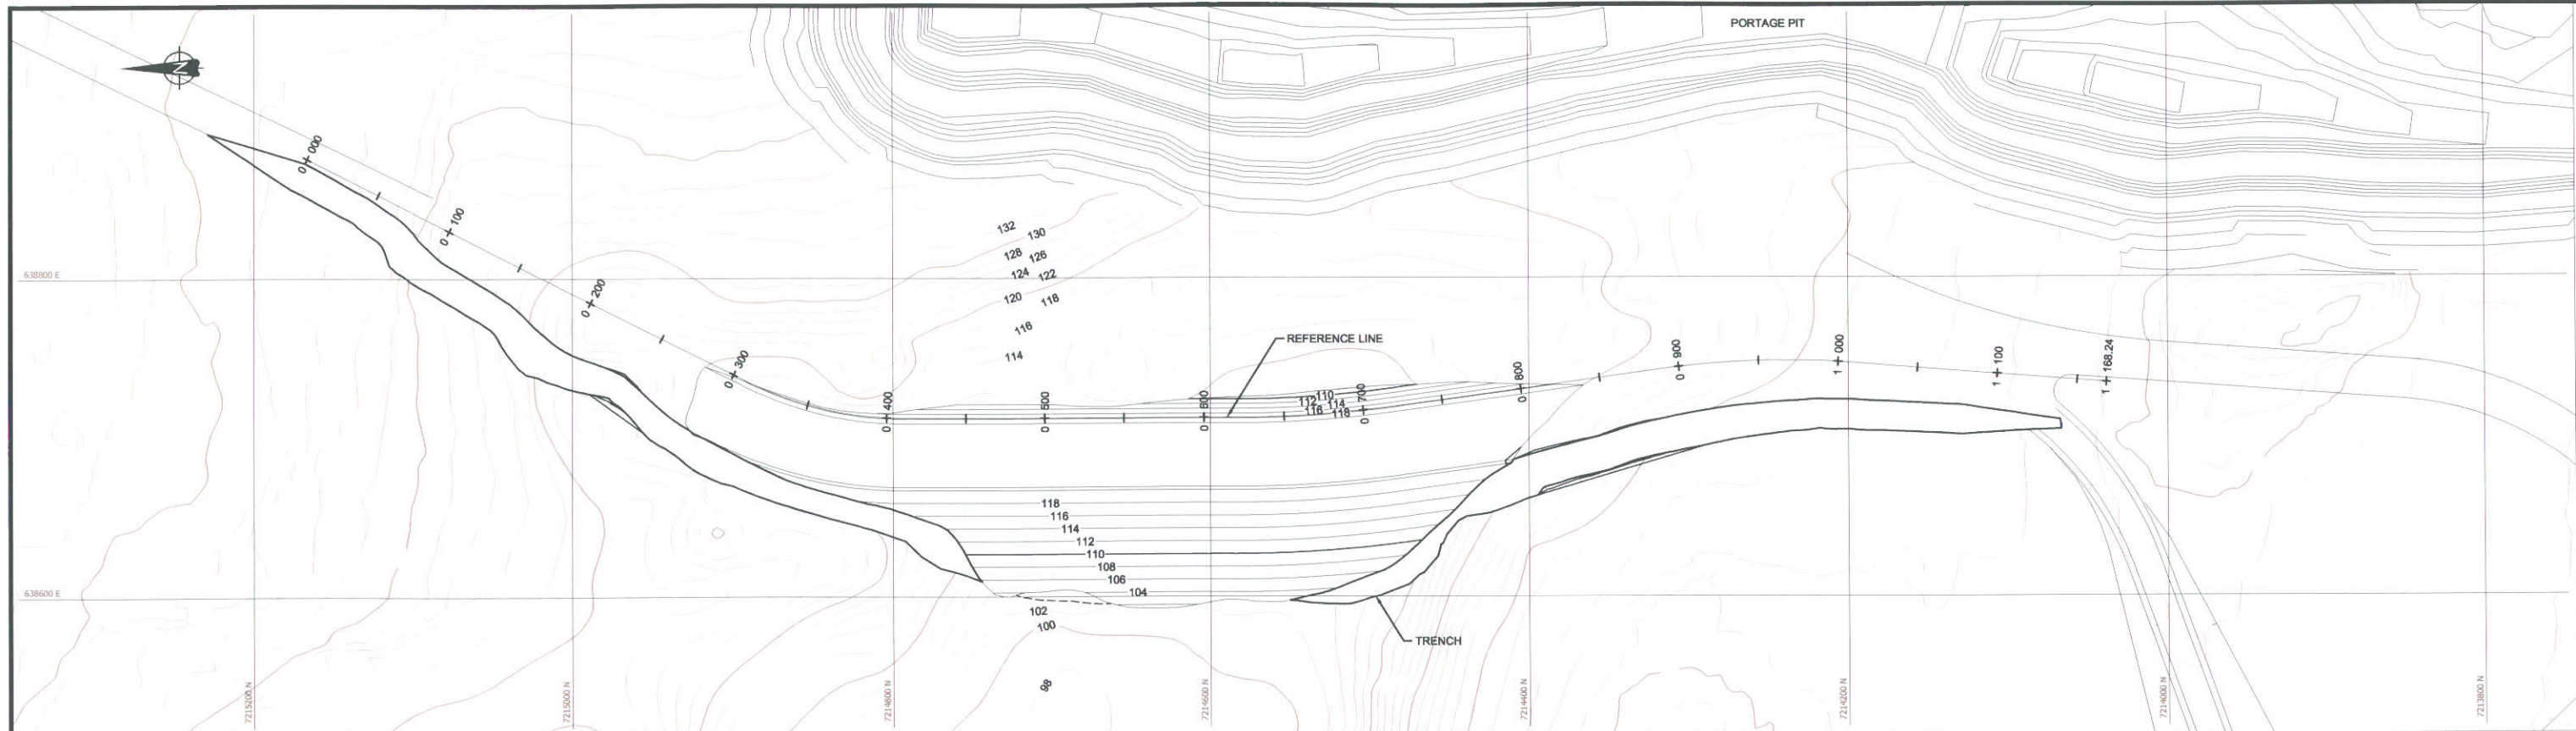 PORTAGE PIT
N
0+000
0+100
638800 E
0+200
132
130
128
126
124
122
120
118
116
114
REFERENCE LINE
0+300
0+400
0+500
0+600
0+700
0+800
0+900
1+000
1+100
1+168.24
110
112
114
116
118
118
116
114
112
110
108
106
104
638600 E
102
100
98
TRENCH
7215200 N
7215000 N
7214800 N
7214600 N
7214400 N
7214200 N
7214000 N
7213800 N